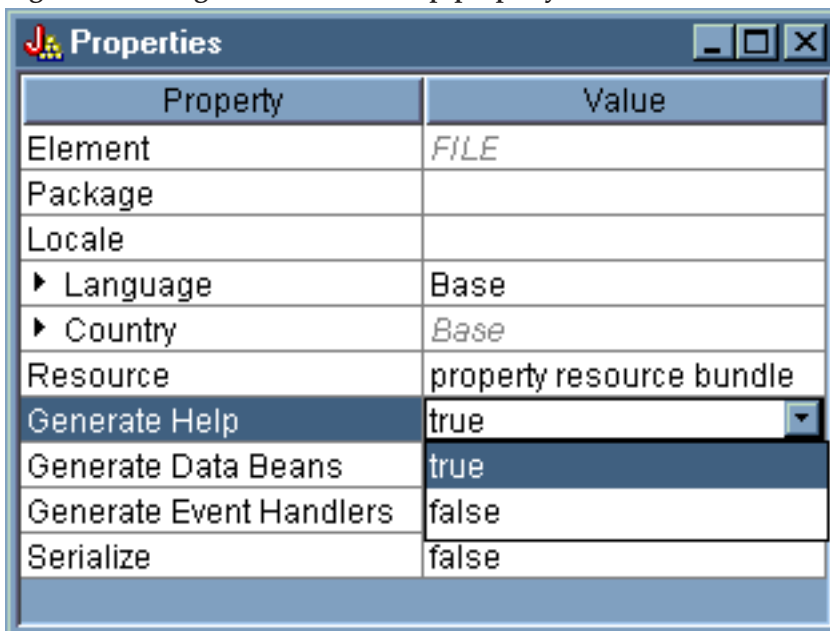 Properties
Property Value
Element FILE
Package
Locale
Language Base
Country Base
Resource property resource bundle
Generate Help true
Generate Data Beans true
Generate Event Handlers false
Serialize false